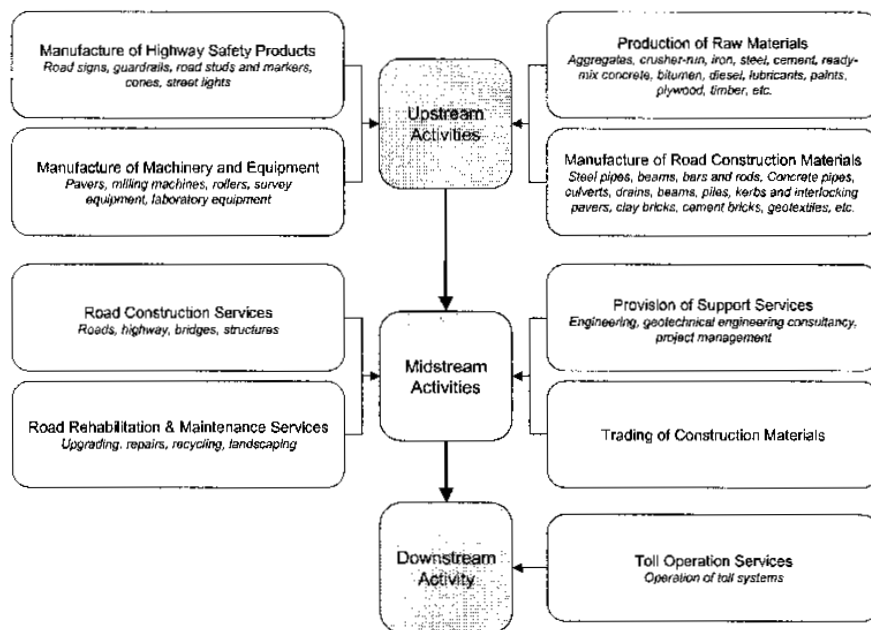 Manufacture of Highway Safety Products
Road signs, guardrails, road studs and markers,
cones, street lights
Manufacture of Machinery and Equipment
Pavers, milling machines, rollers, survey
equipment, laboratory equipment
Upstream
Activities
Production of Raw Materials
Aggregates, crusher-run, iron, steel, cement, ready-
mix concrete, bitumen, diesel, lubricants, paints,
plywood, timber, etc.
Manufacture of Road Construction Materials
Steel pipes, beams, bars and rods, Concrete pipes,
culverts, drains, beams, piles, kerbs and interlocking
pavers, clay bricks, cement bricks, geotextiles, etc.
Road Construction Services
Roads, highway, bridges, structures
Road Rehabilitation & Maintenance Services
Upgrading, repairs, recycling, landscaping
Midstream
Activities
Provision of Support Services
Engineering, geotechnical engineering consultancy,
project management
Trading of Construction Materials
Downstream
Activity
Toll Operation Services
Operation of toll systems